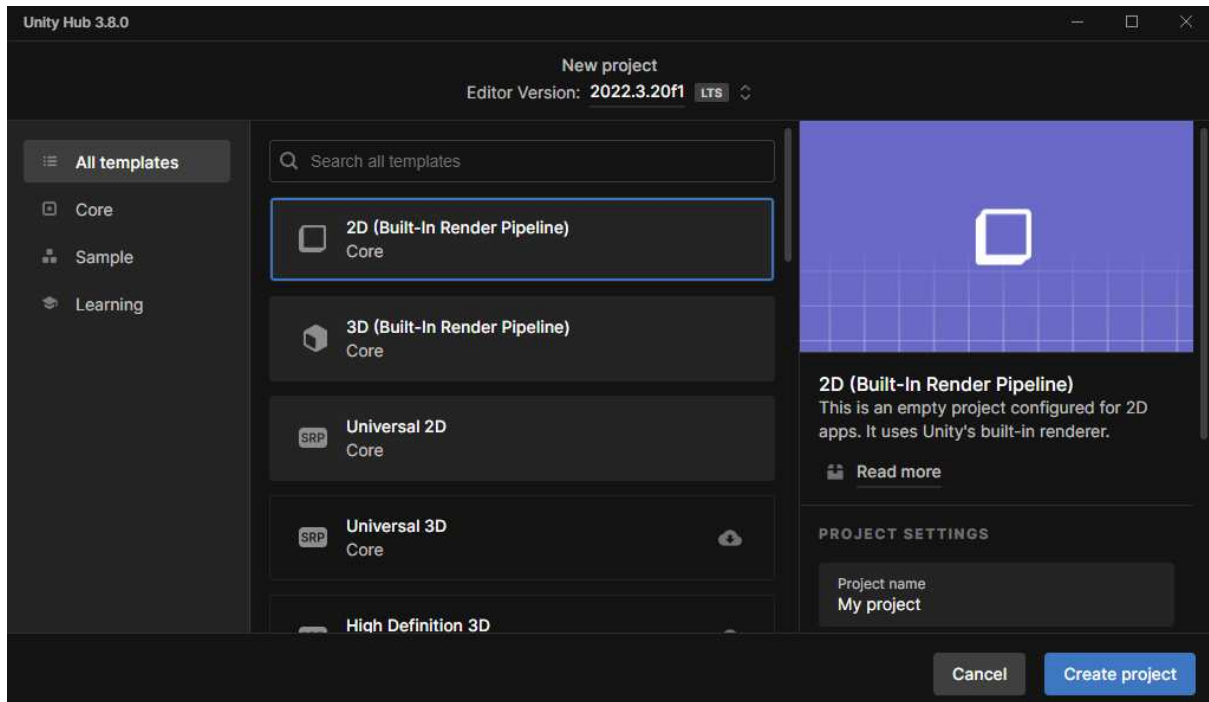 Unity Hub 3.8.0
New project
Editor Version: 2022.3.20f1 LTS
All templates
Core
Sample
Learning
Search all templates
2D (Built-In Render Pipeline)
Core
3D (Built-In Render Pipeline)
Core
SRP
Universal 2D
Core
SRP
Universal 3D
Core
High Definition 3D
2D (Built-In Render Pipeline)
This is an empty project configured for 2D
apps. It uses Unity's built-in renderer.
Read more
PROJECT SETTINGS
Project name
My project
Cancel
Create project